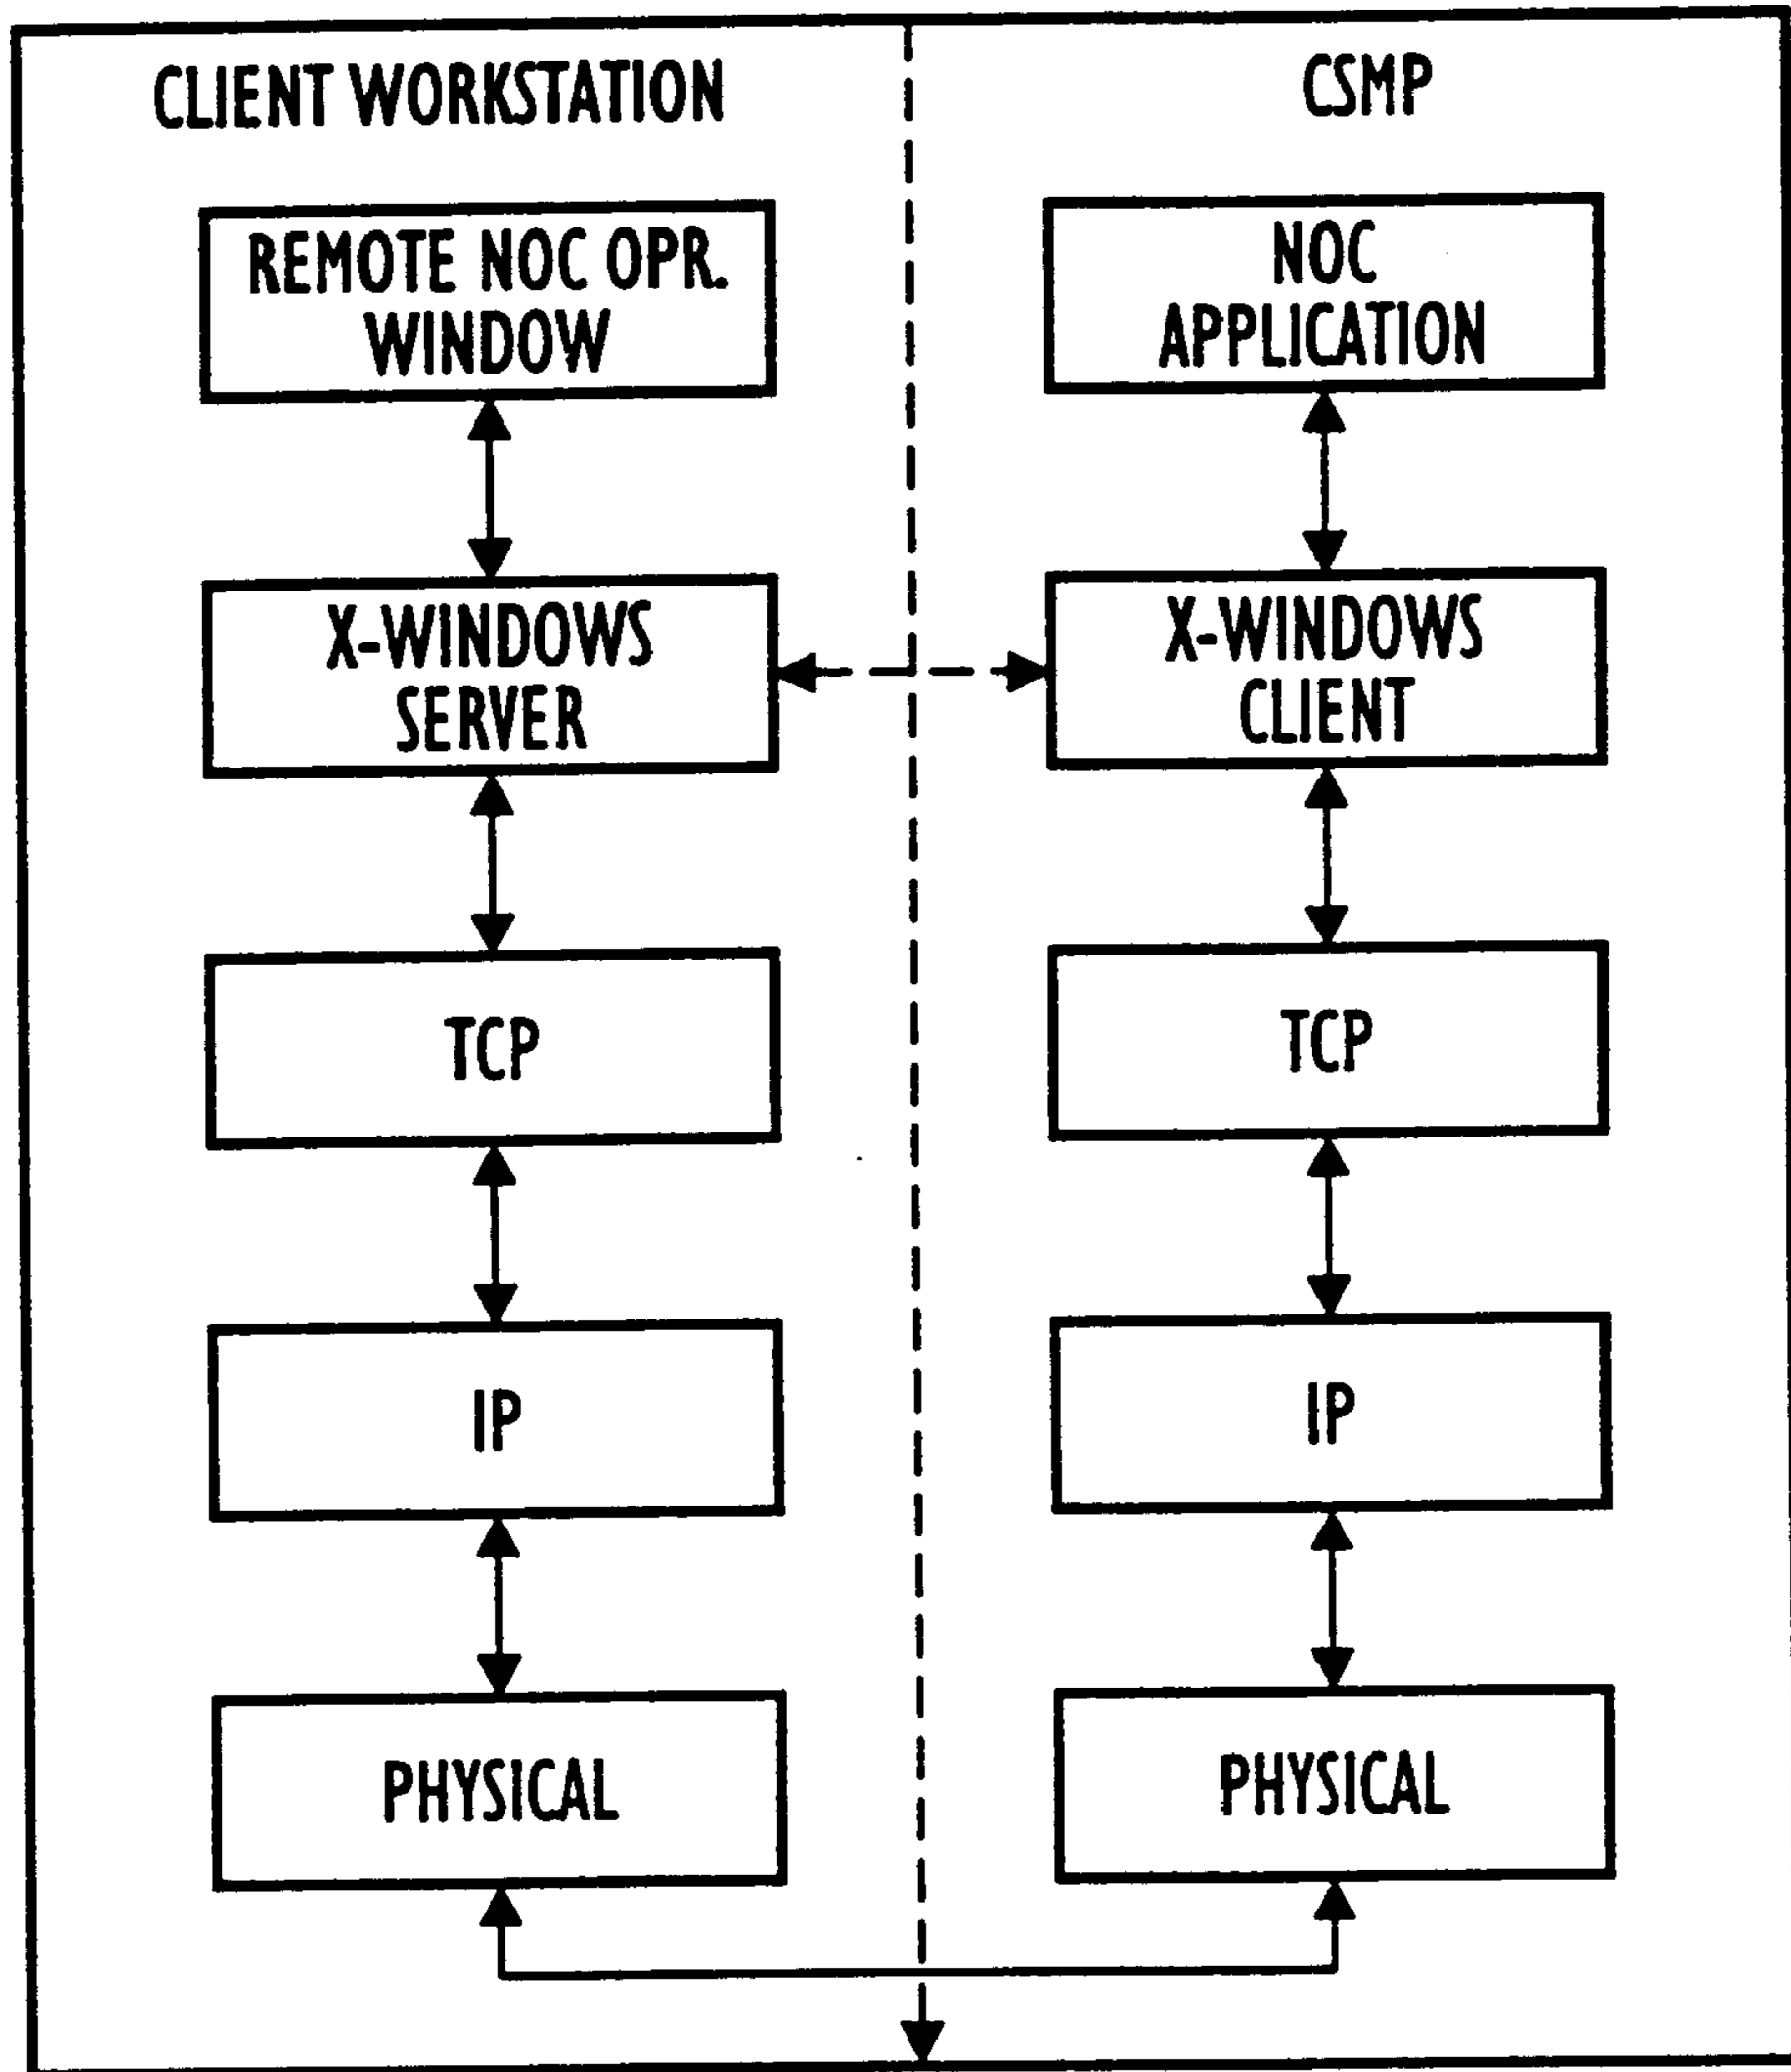 CLIENT WORKSTATION
REMOTE NOC OPR.
WINDOW
X-WINDOWS
SERVER
TCP
IP
PHYSICAL
CSMP
NOC
APPLICATION
X-WINDOWS
CLIENT
TCP
IP
PHYSICAL